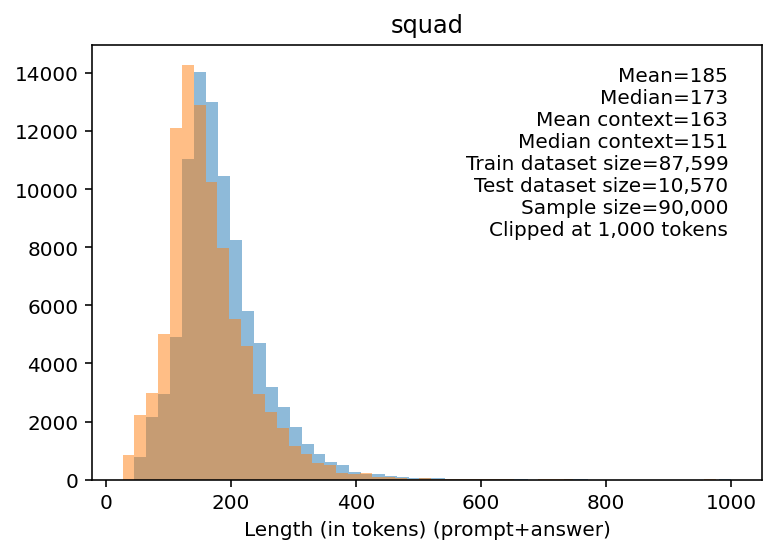 squad
14000
12000
10000
8000
6000
4000
2000
0
Mean=185
Median=173
Mean context=163
Median context=151
Train dataset size=87,599
Test dataset size=10,570
Sample size=90,000
Clipped at 1,000 tokens
0 200 400 600 800 1000
Length (in tokens) (prompt+answer)